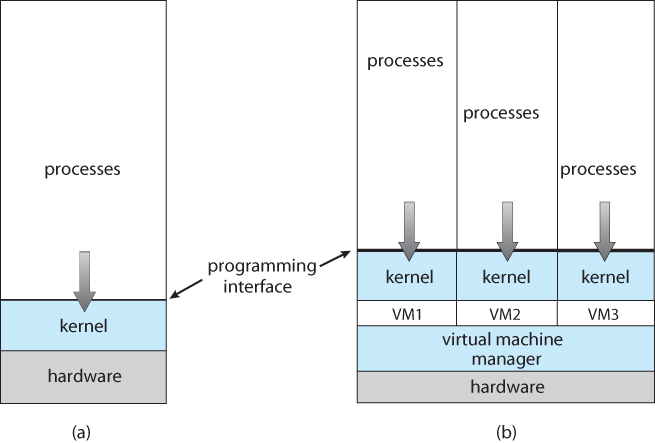 processes
kernel
hardware
(a)
programming
interface
processes
processes
processes
kernel
kernel
kernel
VM1
VM2
VM3
virtual machine
manager
hardware
(b)